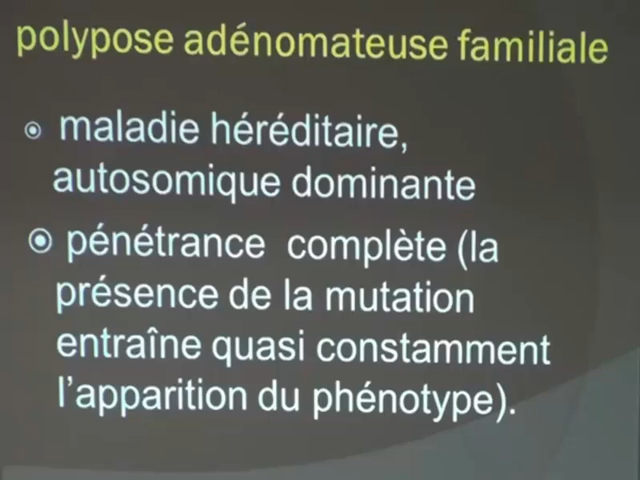 polypose adénomateuse familiale
maladie héréditaire,
autosomique dominante
pénétrance complète (la
présence de la mutation
entraîne quasi constamment
l'apparition du phénotype).